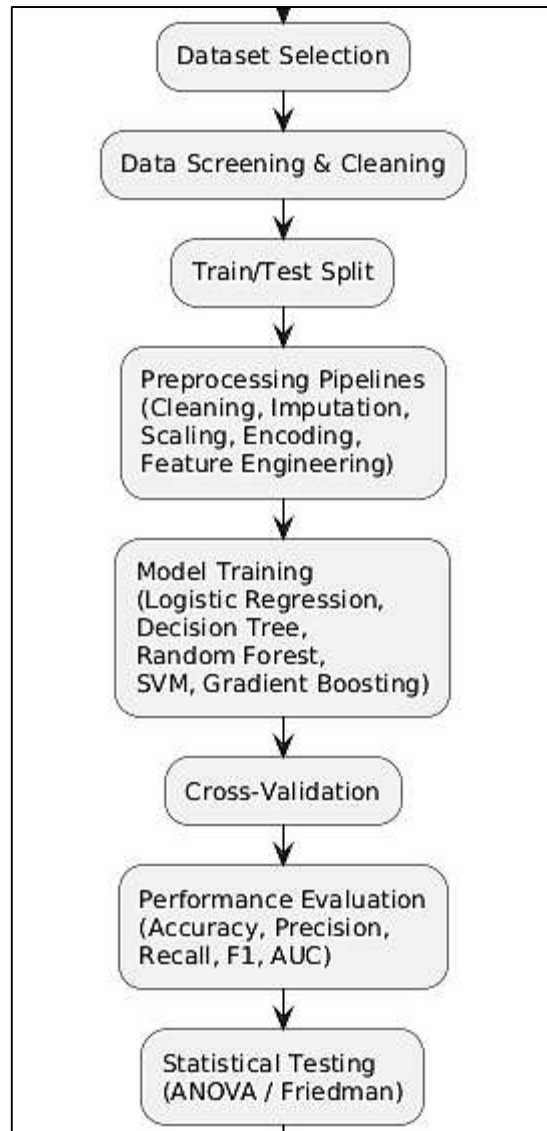 Dataset Selection
Data Screening & Cleaning
Train/Test Split
Preprocessing Pipelines
(Cleaning, Imputation,
Scaling, Encoding,
Feature Engineering)
Model Training
(Logistic Regression,
Decision Tree,
Random Forest,
SVM, Gradient Boosting)
Cross-Validation
Performance Evaluation
(Accuracy, Precision,
Recall, F1, AUC)
Statistical Testing
(ANOVA / Friedman)